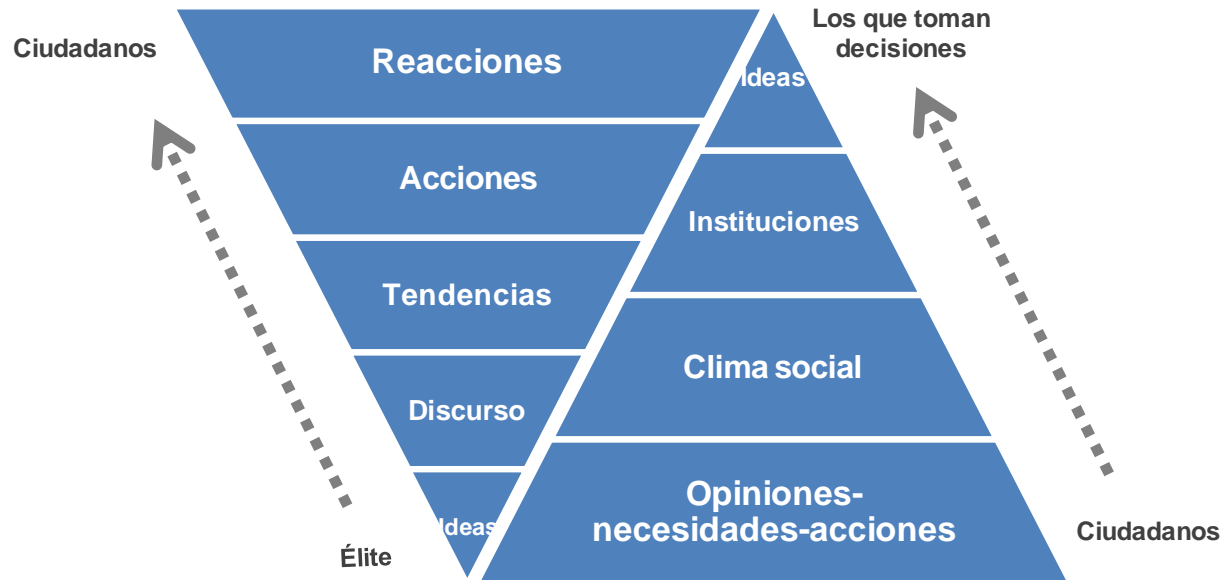 Ciudadanos
Reacciones
Acciones
Tendencias
Discurso
Ideas
Élite
Los que toman
decisiones
Ideas
Instituciones
Clima social
Opiniones-
necesidades-acciones
Ciudadanos